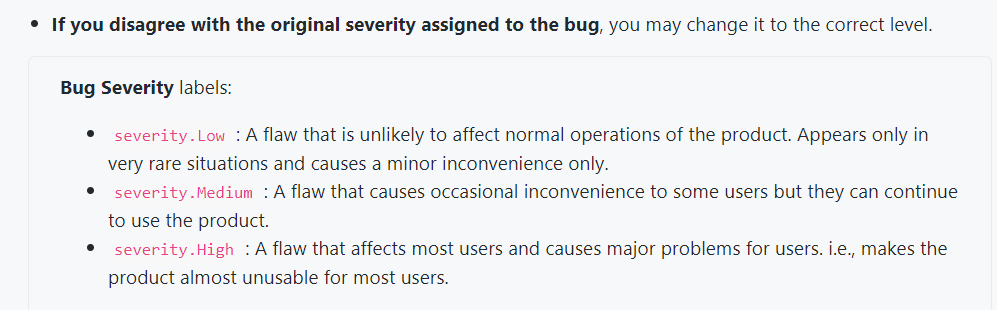 • If you disagree with the original severity assigned to the bug, you may change it to the correct level.
Bug Severity labels:
• severity.Low : A flaw that is unlikely to affect normal operations of the product. Appears only in
very rare situations and causes a minor inconvenience only.
• severity.Medium : A flaw that causes occasional inconvenience to some users but they can continue
to use the product.
• severity.High : A flaw that affects most users and causes major problems for users. i.e., makes the
product almost unusable for most users.